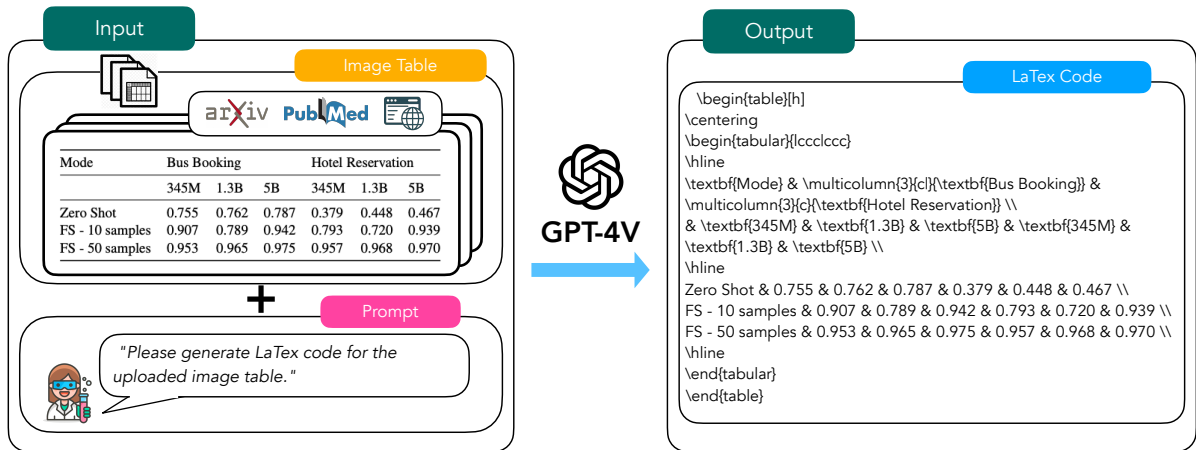 Input
Image Table
arXiv PubMed
Mode Bus Booking Hotel Reservation
345M 1.3B 5B 345M 1.3B 5B
Zero Shot 0.755 0.762 0.787 0.379 0.448 0.467
FS - 10 samples 0.907 0.789 0.942 0.793 0.720 0.939
FS - 50 samples 0.953 0.965 0.975 0.957 0.968 0.970
+
Prompt
"Please generate LaTex code for the
uploaded image table."
GPT-4V
Output
LaTex Code
\begin{table}[h]
\centering
\begin{tabular}{lccc|ccc}
\hline
\textbf{Mode} & \multicolumn{3}{c|}{\textbf{Bus Booking}} &
\multicolumn{3}{c}{\textbf{Hotel Reservation}} \\
& \textbf{345M} & \textbf{1.3B} & \textbf{5B} & \textbf{345M} &
\textbf{1.3B} & \textbf{5B} \\
\hline
Zero Shot & 0.755 & 0.762 & 0.787 & 0.379 & 0.448 & 0.467 \\
FS - 10 samples & 0.907 & 0.789 & 0.942 & 0.793 & 0.720 & 0.939 \\
FS - 50 samples & 0.953 & 0.965 & 0.975 & 0.957 & 0.968 & 0.970 \\
\hline
\end{tabular}
\end{table}